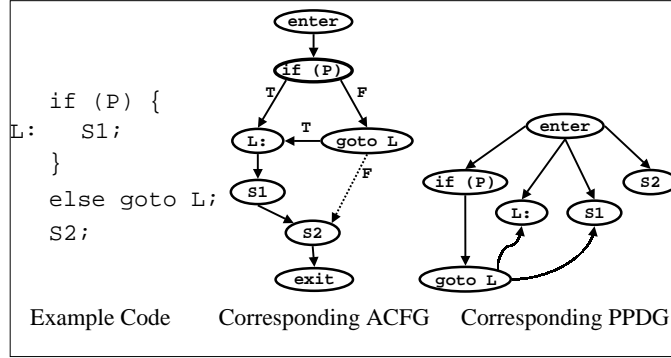 if (P) {
L: S1;
}
else goto L;
S2;
Example Code
enter
if (P)
T
F
L:
T
goto L
S1
F
S2
exit
Corresponding ACFG
enter
if (P)
S2
L:
S1
goto L
Corresponding PPDG